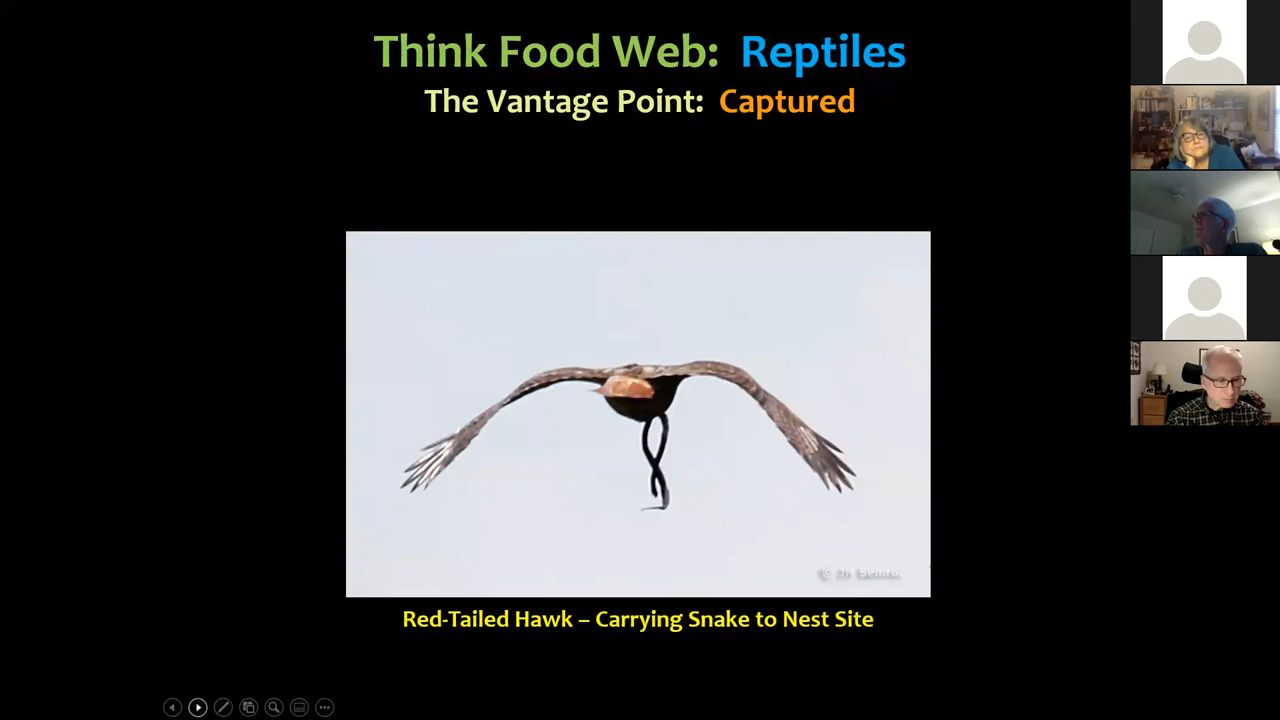 Think Food Web: Reptiles
The Vantage Point: Captured
Red-Tailed Hawk – Carrying Snake to Nest Site